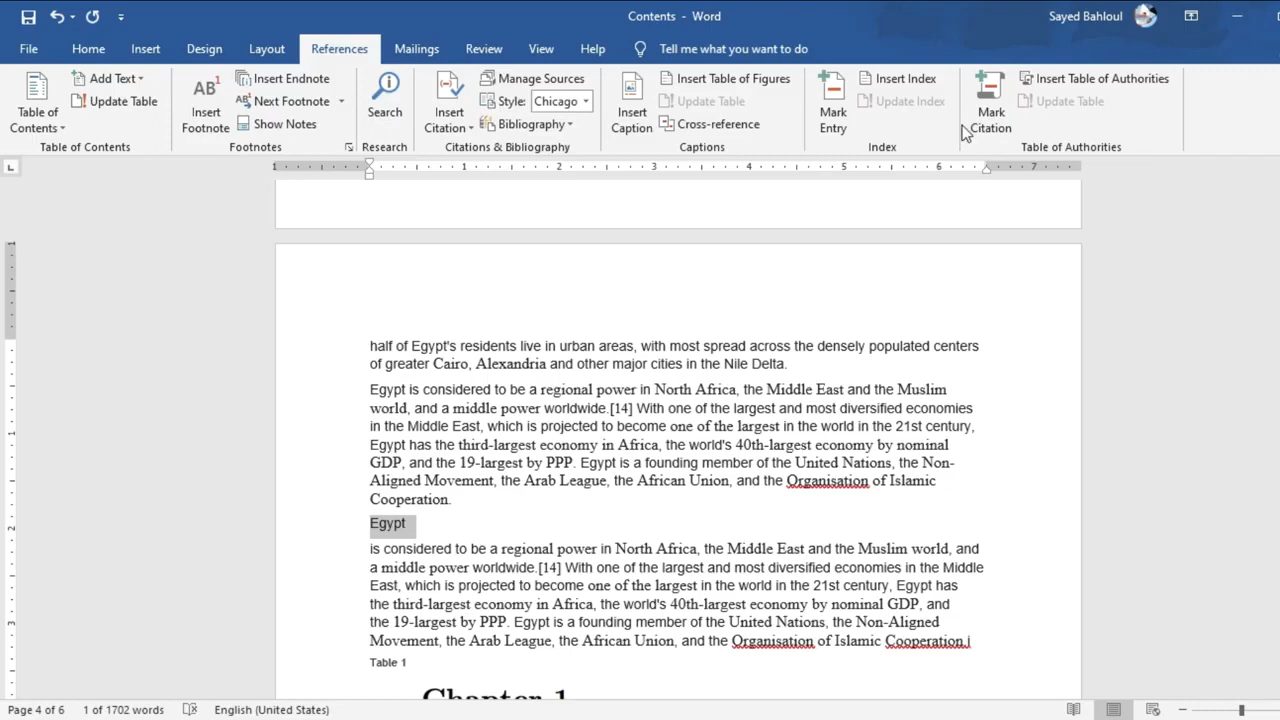 Contents - Word
Sayed Bahloul
File Home Insert Design Layout References Mailings Review View Help Tell me what you want to do
Table of Contents
Add Text
Update Table
Table of Contents
AB1
Insert Footnote
Insert Endnote
Next Footnote
Show Notes
Footnotes
Search
Research
Insert Citation
Manage Sources
Style: Chicago
Bibliography
Citations & Bibliography
Insert Caption
Insert Table of Figures
Update Table
Cross-reference
Captions
Mark Entry
Insert Index
Update Index
Index
Mark Citation
Insert Table of Authorities
Update Table
Table of Authorities
1 1 2 3 4 5 6 7
half of Egypt's residents live in urban areas, with most spread across the densely populated centers
of greater Cairo, Alexandria and other major cities in the Nile Delta.
Egypt is considered to be a regional power in North Africa, the Middle East and the Muslim
world, and a middle power worldwide.[14] With one of the largest and most diversified economies
in the Middle East, which is projected to become one of the largest in the world in the 21st century,
Egypt has the third-largest economy in Africa, the world's 40th-largest economy by nominal
GDP, and the 19-largest by PPP. Egypt is a founding member of the United Nations, the Non-
Aligned Movement, the Arab League, the African Union, and the Organisation of Islamic
Cooperation.
Egypt
is considered to be a regional power in North Africa, the Middle East and the Muslim world, and
a middle power worldwide.[14] With one of the largest and most diversified economies in the Middle
East, which is projected to become one of the largest in the world in the 21st century, Egypt has
the third-largest economy in Africa, the world's 40th-largest economy by nominal GDP, and
the 19-largest by PPP. Egypt is a founding member of the United Nations, the Non-Aligned
Movement, the Arab League, the African Union, and the Organisation of Islamic Cooperation.i
Table 1
Chapter 1
Page 4 of 6 1 of 1702 words English (United States)